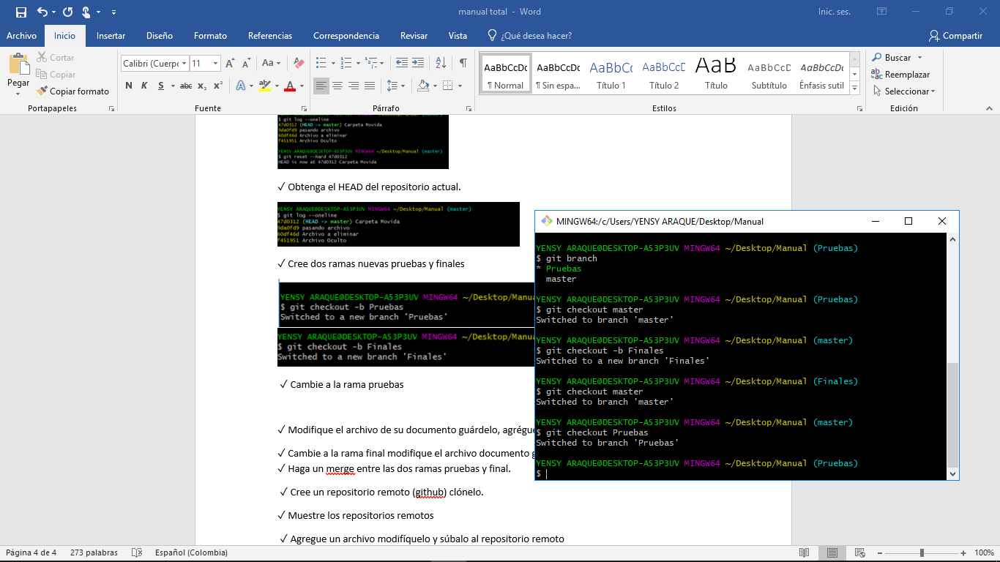 manual total - Word
Inic. ses.
Archivo Inicio Insertar Diseño Formato Referencias Correspondencia Revisar Vista ¿Qué desea hacer? Compartir
Pegar
Cortar
Copiar
Copiar formato
Portapapeles
Calibri (Cuerpo 11
N K S abc x₂ x²
Fuente
Párrafo
AaBbCcDc AaBbCcDc AaBbCc AaBbCcD AaB AaBbCcD AaBbCcDc
¶ Normal ¶ Sin espa... Título 1 Título 2 Título Subtítulo Énfasis sutil
Estilos
Buscar
Reemplazar
Seleccionar
Edición
$ git log --oneline
47d0312 (HEAD -> master) Carpeta Movida
9da0fd9 pasando archivo
60df46d Archivo a eliminar
f451951 Archivo Oculto
YENSY ARAQUE@DESKTOP-A53P3UV MINGW64 ~/Desktop/Manual (master)
$ git reset --hard 47d0312
HEAD is now at 47d0312 Carpeta Movida
✓ Obtenga el HEAD del repositorio actual.
YENSY ARAQUE@DESKTOP-A53P3UV MINGW64 ~/Desktop/Manual (master)
$ git log --oneline
47d0312 (HEAD -> master) Carpeta Movida
9da0fd9 pasando archivo
60df46d Archivo a eliminar
f451951 Archivo Oculto
✓ Cree dos ramas nuevas pruebas y finales
YENSY ARAQUE@DESKTOP-A53P3UV MINGW64 ~/Desktop/Manua
$ git checkout -b Pruebas
Switched to a new branch 'Pruebas'
YENSY ARAQUE@DESKTOP-A53P3UV MINGW64 ~/Desktop/Manua
$ git checkout -b Finales
Switched to a new branch 'Finales'
✓ Cambie a la rama pruebas
✓ Modifique el archivo de su documento guárdelo, agrégue
✓ Cambie a la rama final modifique el archivo documento g
✓ Haga un merge entre las dos ramas pruebas y final.
✓ Cree un repositorio remoto (github) clónelo.
✓ Muestre los repositorios remotos
✓ Agregue un archivo modifíquelo y súbalo al repositorio remoto
MINGW64:/c/Users/YENSY ARAQUE/Desktop/Manual
YENSY ARAQUE@DESKTOP-A53P3UV MINGW64 ~/Desktop/Manual (Pruebas)
$ git branch
* Pruebas
master
YENSY ARAQUE@DESKTOP-A53P3UV MINGW64 ~/Desktop/Manual (Pruebas)
$ git checkout master
Switched to branch 'master'
YENSY ARAQUE@DESKTOP-A53P3UV MINGW64 ~/Desktop/Manual (master)
$ git checkout -b Finales
Switched to a new branch 'Finales'
YENSY ARAQUE@DESKTOP-A53P3UV MINGW64 ~/Desktop/Manual (Finales)
$ git checkout master
Switched to branch 'master'
YENSY ARAQUE@DESKTOP-A53P3UV MINGW64 ~/Desktop/Manual (master)
$ git checkout Pruebas
Switched to branch 'Pruebas'
YENSY ARAQUE@DESKTOP-A53P3UV MINGW64 ~/Desktop/Manual (Pruebas)
$
Página 4 de 4 273 palabras Español (Colombia) 100%